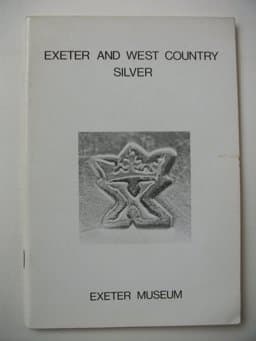 EXETER AND WEST COUNTRY
SILVER
X
EXETER MUSEUM